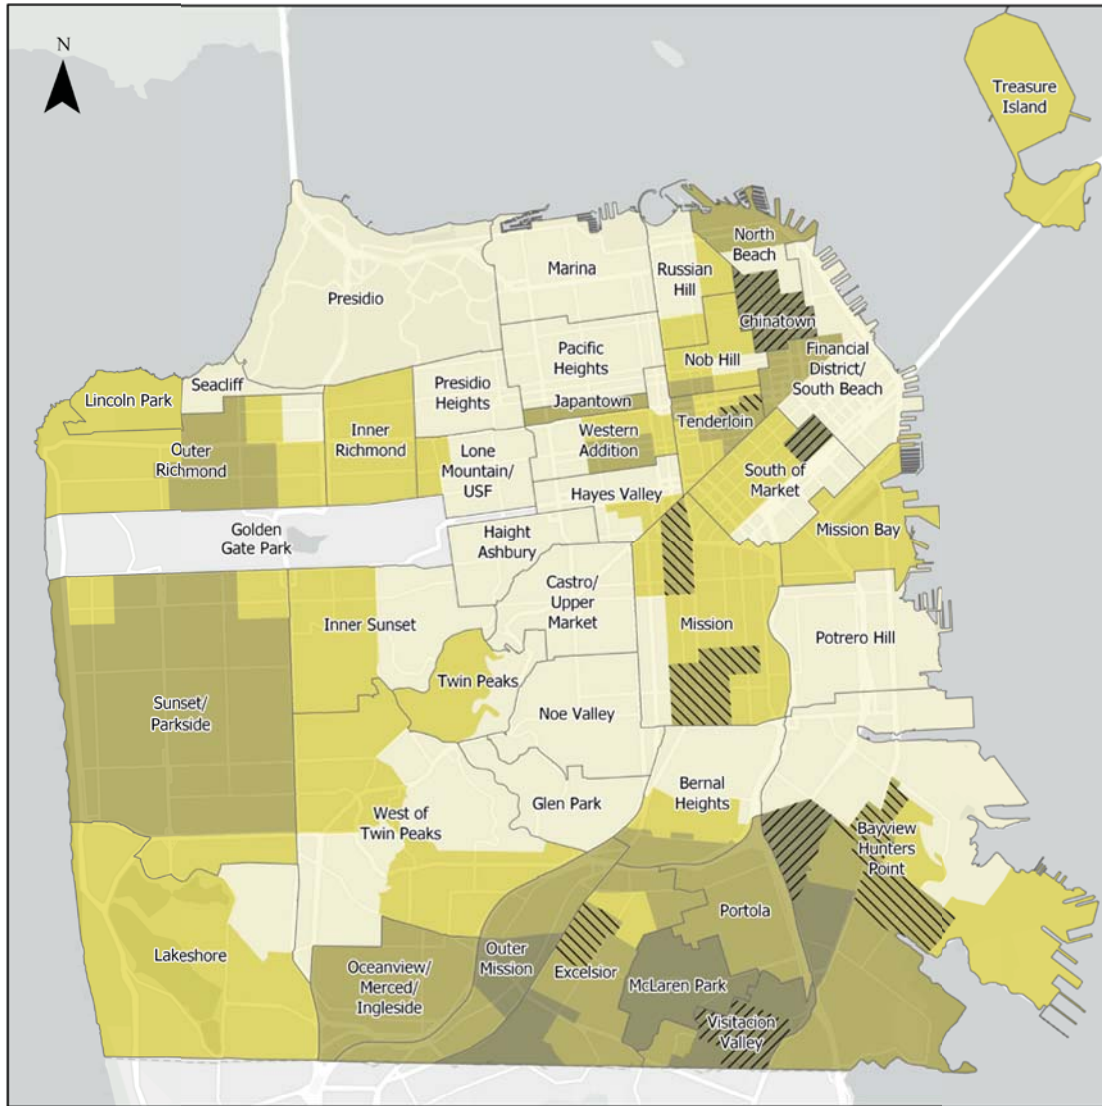 N
Treasure
Island
North
Beach
Marina
Russian
Hill
Presidio
Chinatown
Pacific
Heights
Nob Hill
Financial
District/
South Beach
Seacliff
Lincoln Park
Presidio
Heights
Japantown
Tenderloin
Inner
Richmond
Western
Addition
Outer
Richmond
Lone
Mountain/
USF
South of
Market
Hayes Valley
Golden
Gate Park
Haight
Ashbury
Mission Bay
Castro/
Upper
Market
Inner Sunset
Mission
Potrero Hill
Twin Peaks
Sunset/
Parkside
Noe Valley
Bernal
Heights
Glen Park
West of
Twin Peaks
Bayview
Hunters
Point
Portola
Lakeshore
Outer
Mission
Oceanview/
Merced/
Ingleside
Excelsior
McLaren Park
Visitacion
Valley